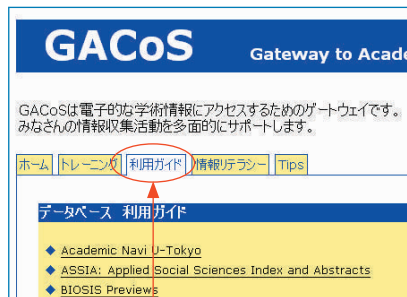 GACoS Gateway to Acade
GACoSは電子的な学術情報にアクセスするためのゲートウェイです。
みなさんの情報収集活動を多面的にサポートします。
ホーム トレーニング 利用ガイド 情報リテラシー Tips
データベース 利用ガイド
Academic Navi U-Tokyo
ASSIA: Applied Social Sciences Index and Abstracts
BIOSIS Previews